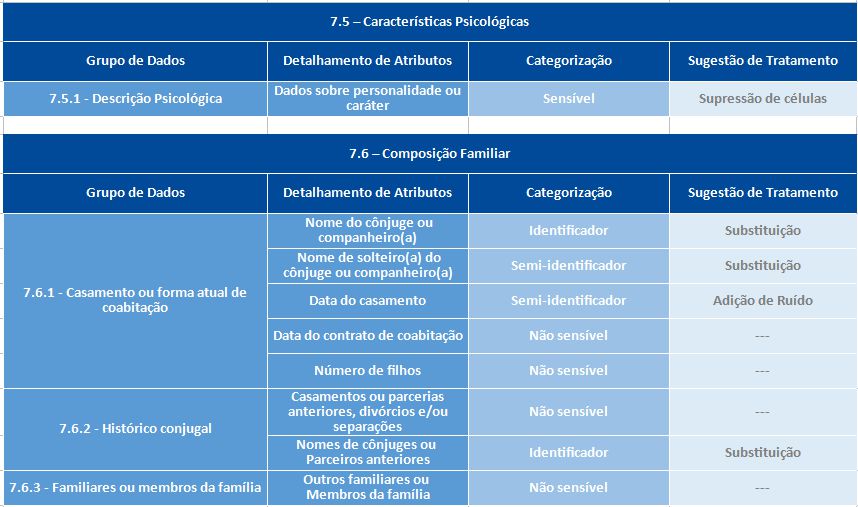 7.5 – Características Psicológicas
Grupo de Dados
Detalhamento de Atributos
Categorização
Sugestão de Tratamento
7.5.1 - Descrição Psicológica
Dados sobre personalidade ou
caráter
Sensível
Supressão de células
7.6 – Composição Familiar
Grupo de Dados
Detalhamento de Atributos
Categorização
Sugestão de Tratamento
7.6.1 - Casamento ou forma atual de
coabitação
Nome do cônjuge ou
companheiro(a)
Identificador
Substituição
Nome de solteiro(a) do
cônjuge ou companheiro(a)
Semi-identificador
Substituição
Data do casamento
Semi-identificador
Adição de Ruído
Data do contrato de coabitação
Não sensível
---
Número de filhos
Não sensível
---
7.6.2 - Histórico conjugal
Casamentos ou parcerias
anteriores, divórcios e/ou
separações
Não sensível
---
Nomes de cônjuges ou
Parceiros anteriores
Identificador
Substituição
7.6.3 - Familiares ou membros da família
Outros familiares ou
Membros da família
Não sensível
---